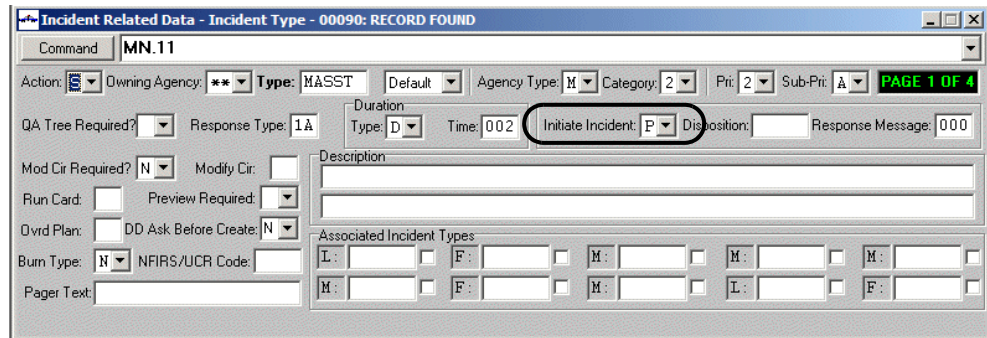 Incident Related Data - Incident Type - 00090: RECORD FOUND
Command MN.11
Action: S Owning Agency: ** Type: MASST Default Agency Type: M Category: 2 Pri: 2 Sub-Pri: A PAGE 1 OF 4
Duration
QA Tree Required? Response Type: 1A Type: D Time: 002 Initiate Incident: P Disposition: Response Message: 000
Mod Cir Required? N Modify Cir: Description
Run Card: Preview Required:
Ovrd Plan: DD Ask Before Create: N Associated Incident Types
Burn Type: N NFIRS/UCR Code: L: F: M: M: F:
Pager Text: M: F: M: L: F: